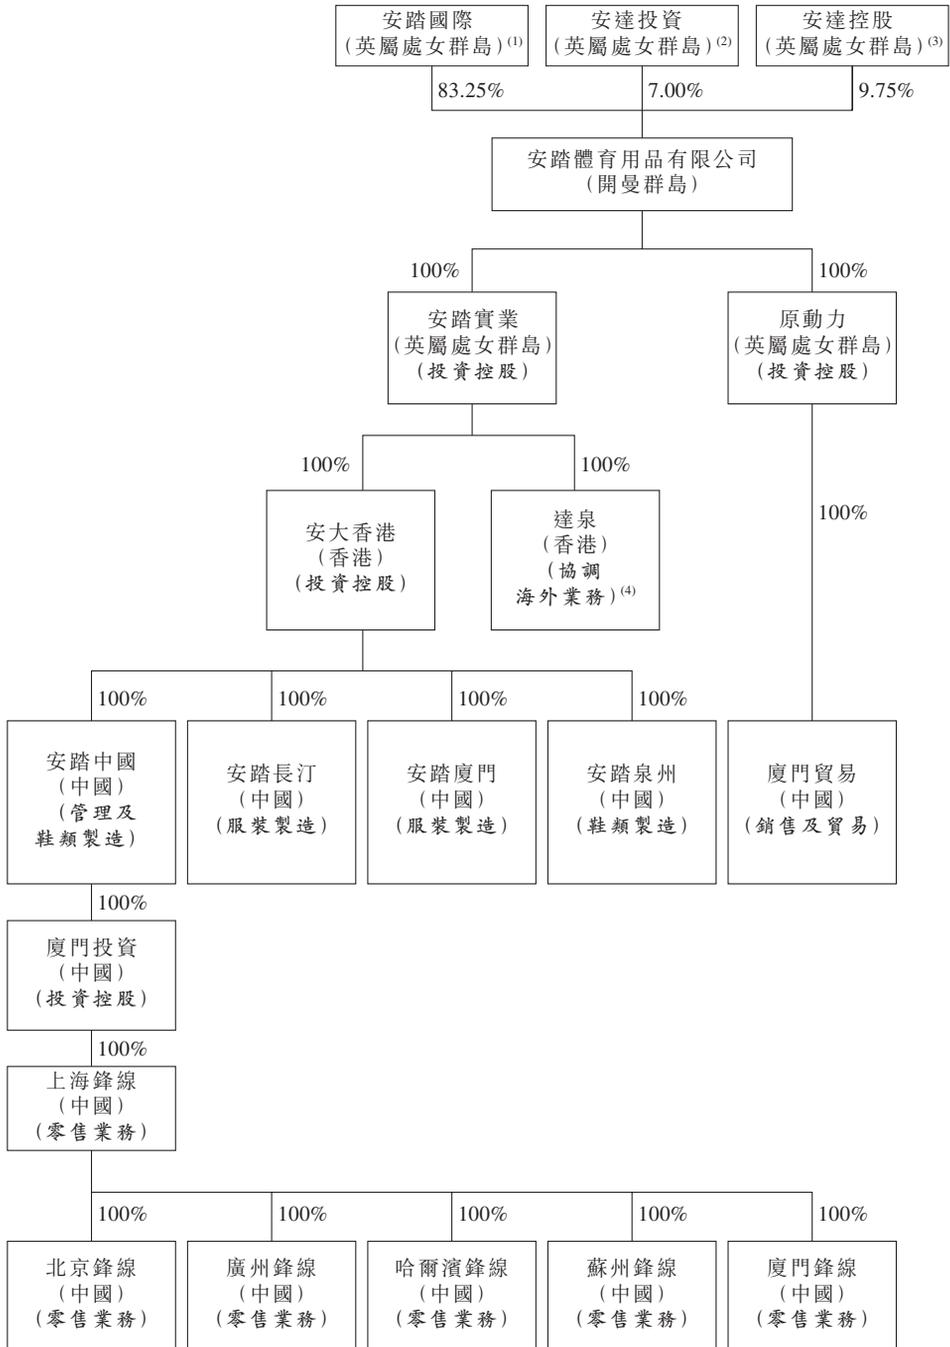 安踏國際
(英屬處女群島)(1)
安達投資
(英屬處女群島)(2)
安達控股
(英屬處女群島)(3)
83.25%
7.00%
9.75%
安踏體育用品有限公司
(開曼群島)
100%
100%
安踏實業
(英屬處女群島)
(投資控股)
原動力
(英屬處女群島)
(投資控股)
100%
100%
100%
安大香港
(香港)
(投資控股)
達泉
(香港)
(協調
海外業務)(4)
100%
100%
100%
100%
安踏中國
(中國)
(管理及
鞋類製造)
安踏長汀
(中國)
(服裝製造)
安踏廈門
(中國)
(服裝製造)
安踏泉州
(中國)
(鞋類製造)
廈門貿易
(中國)
(銷售及貿易)
100%
廈門投資
(中國)
(投資控股)
100%
上海鋒線
(中國)
(零售業務)
100%
100%
100%
100%
100%
北京鋒線
(中國)
(零售業務)
廣州鋒線
(中國)
(零售業務)
哈爾濱鋒線
(中國)
(零售業務)
蘇州鋒線
(中國)
(零售業務)
廈門鋒線
(中國)
(零售業務)